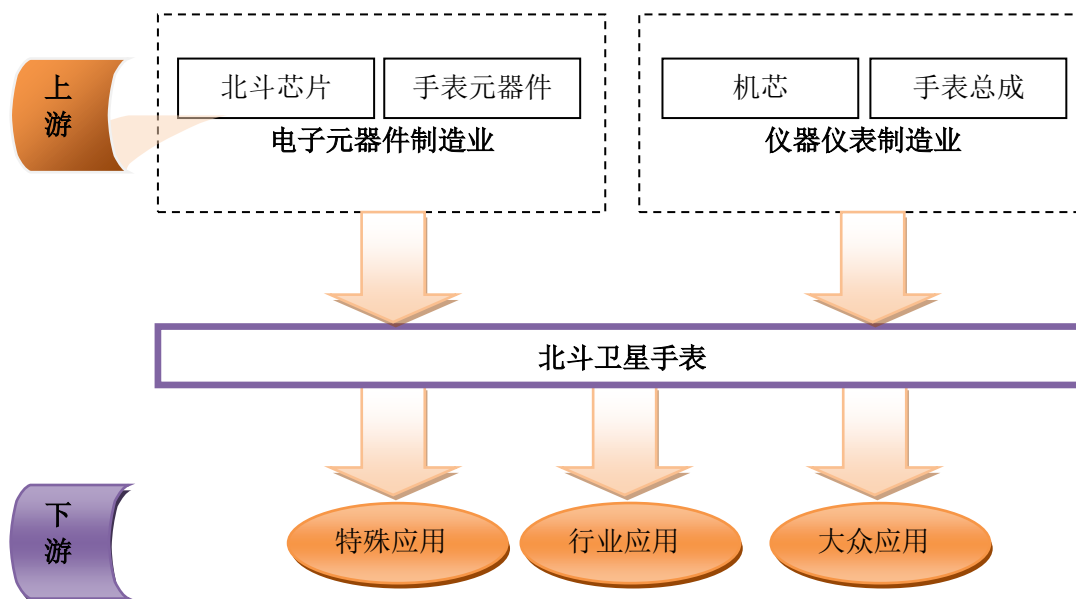 上
游
北斗芯片
手表元器件
电子元器件制造业
机芯
手表总成
仪器仪表制造业
北斗卫星手表
下
游
特殊应用
行业应用
大众应用